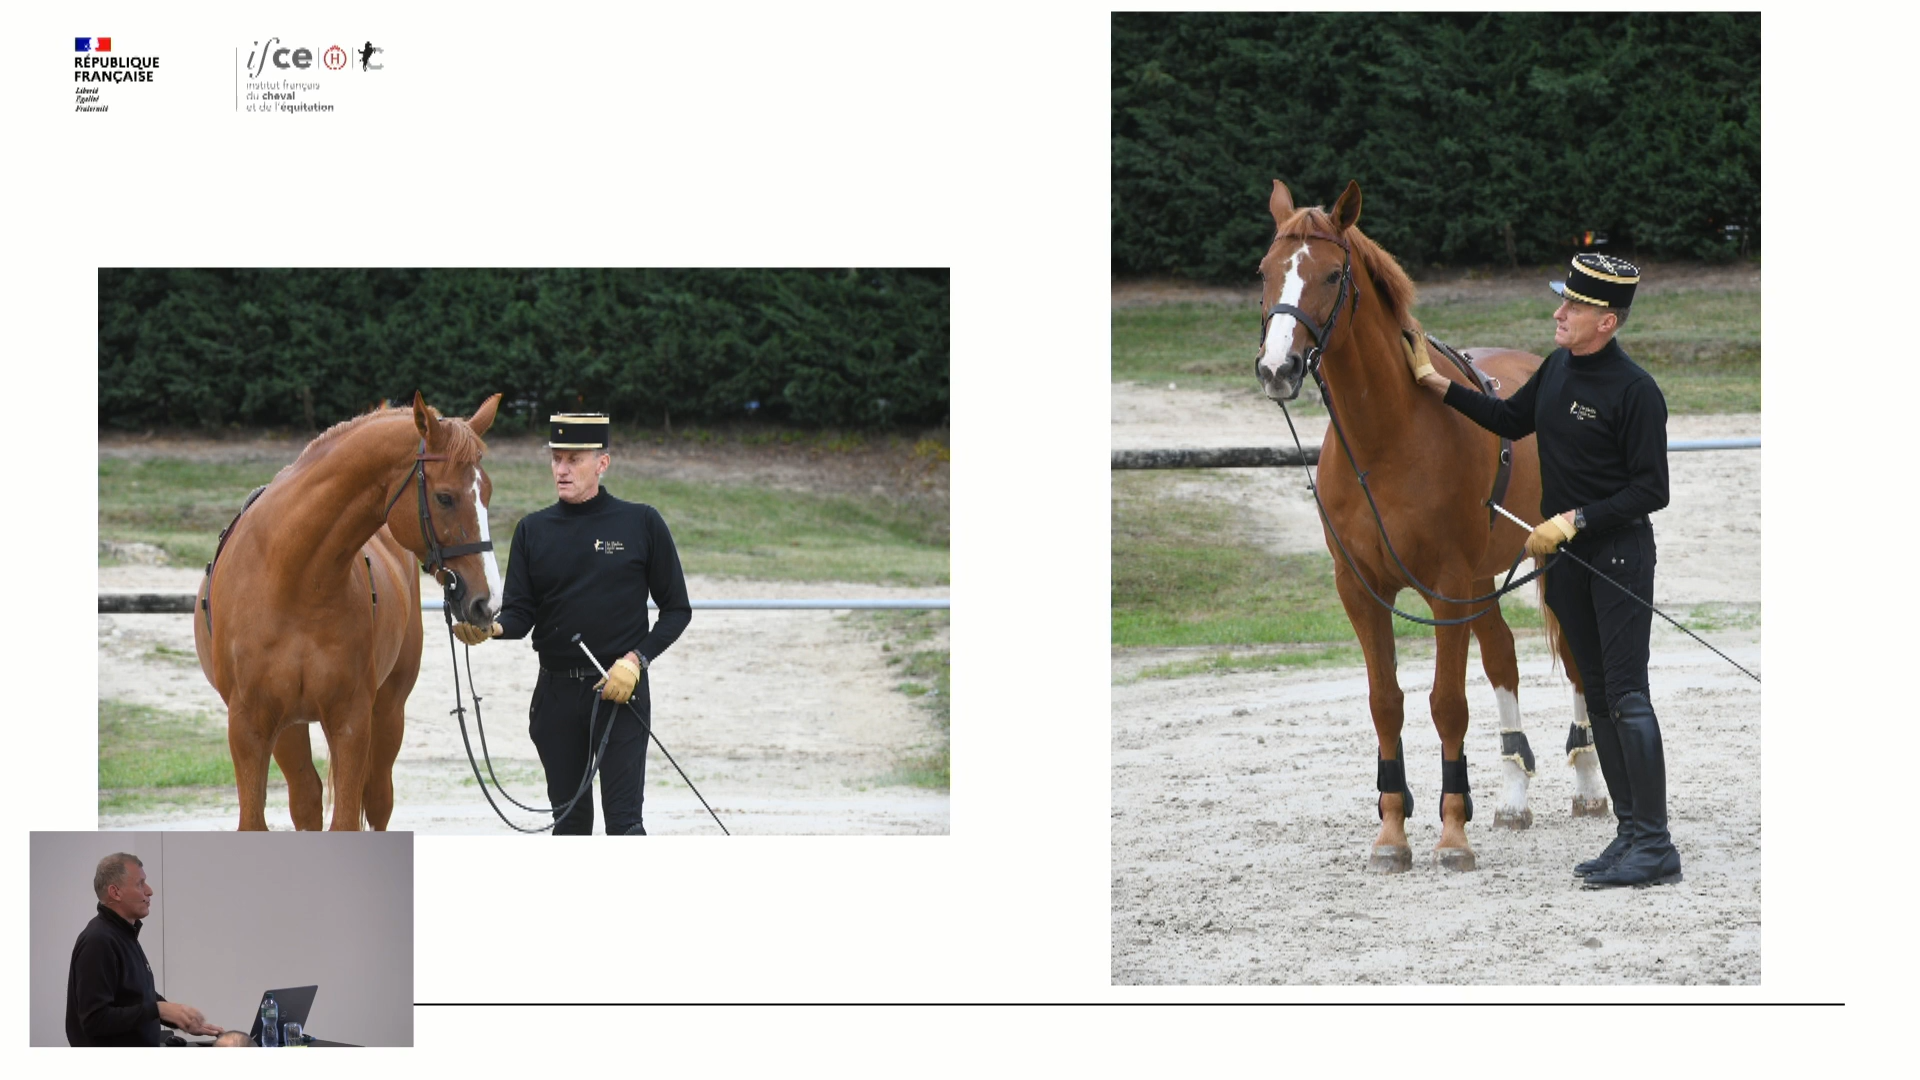 RÉPUBLIQUE
FRANÇAISE
Liberté
Égalité
Fraternité
ifce
H
institut français
du cheval
et de l'équitation